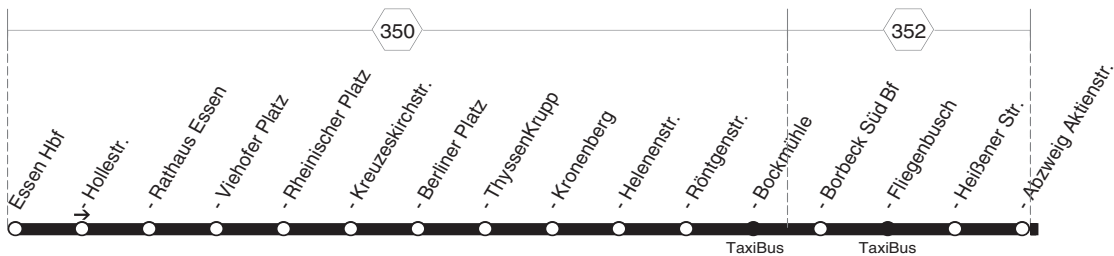 350
352
Essen Hbf
- Hollestr.
- Rathaus Essen
- Viehofer Platz
- Rheinischer Platz
- Kreuzeskirchstr.
- Berliner Platz
- ThyssenKrupp
- Kronenberg
- Helenenstr.
- Röntgenstr.
- Bockmühle
- Borbeck Süd Bf
- Fliegenbusch
- Heißener Str.
- Abzweig Aktienstr.
TaxiBus
TaxiBus